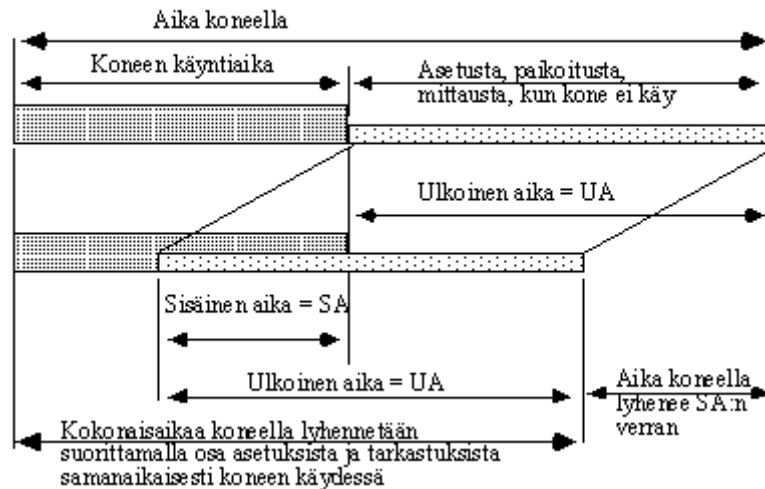 Aika koneella
Koneen käyntiaika
Asetusta, paikoitusta,
mittausta, kun kone ei käy
Ulkoinen aika = UA
Sisäinen aika = SA
Ulkoinen aika = UA
Aika koneella
lyhenee SA:n
verran
Kokonaisaikaa koneella lyhennetään
suorittamalla osa asetuksista ja tarkastuksista
samanaikaisesti koneen käydessä